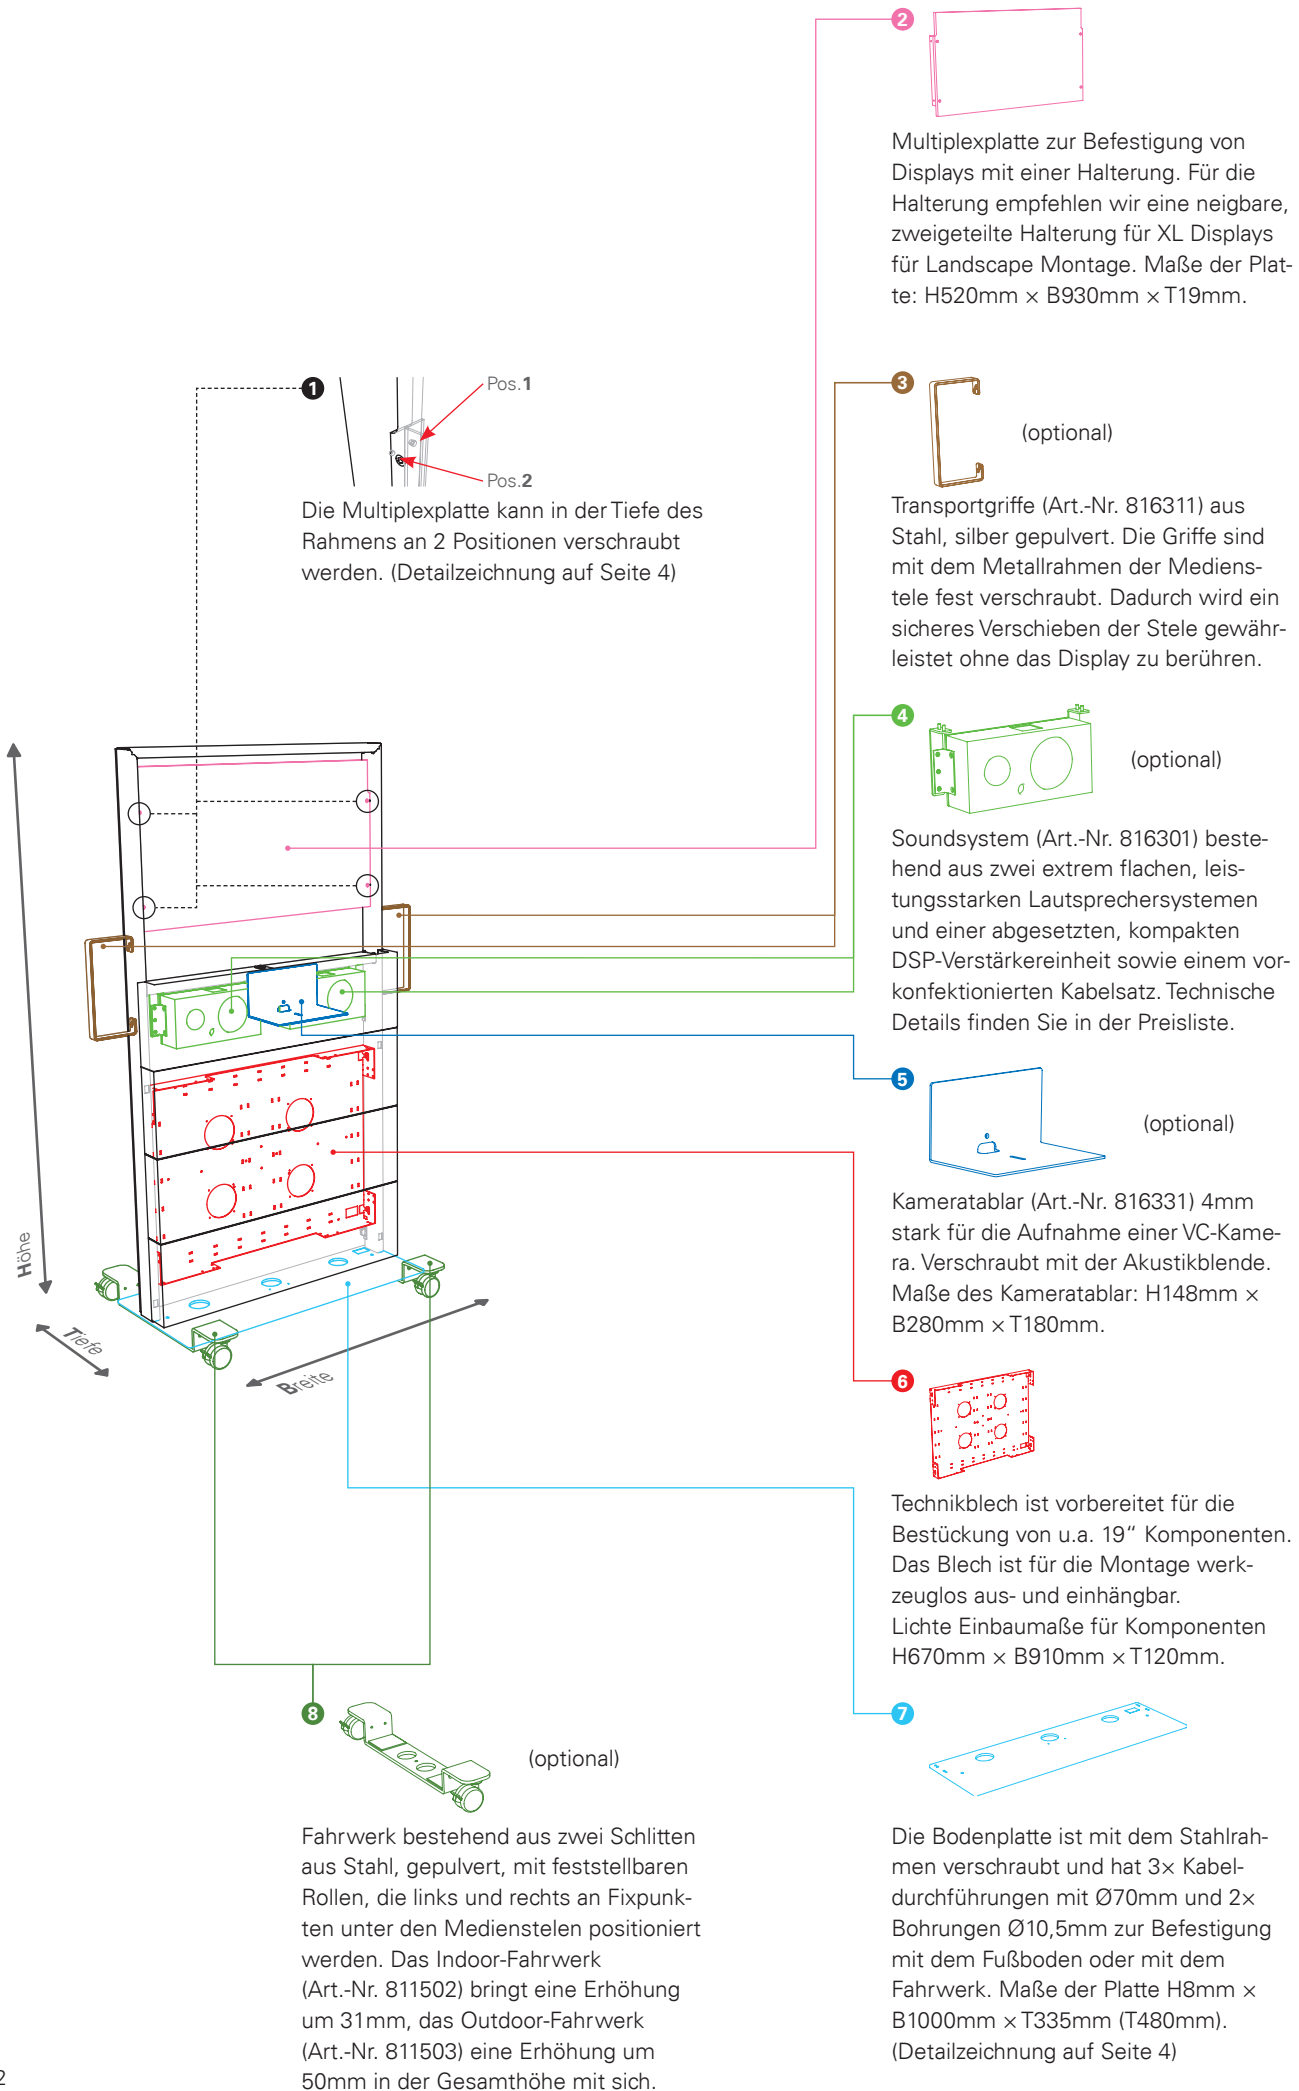 2
Multiplexplatte zur Befestigung von
Displays mit einer Halterung. Für die
Halterung empfehlen wir eine neigbare,
zweigeteilte Halterung für XL Displays
für Landscape Montage. Maße der Plat-
te: H520mm × B930mm × T19mm.
1
Pos.1
Pos.2
Die Multiplexplatte kann in der Tiefe des
Rahmens an 2 Positionen verschraubt
werden. (Detailzeichnung auf Seite 4)
3
(optional)
Transportgriffe (Art.-Nr. 816311) aus
Stahl, silber gepulvert. Die Griffe sind
mit dem Metallrahmen der Mediens-
tele fest verschraubt. Dadurch wird ein
sicheres Verschieben der Stele gewähr-
leistet ohne das Display zu berühren.
4
(optional)
Soundsystem (Art.-Nr. 816301) beste-
hend aus zwei extrem flachen, leis-
tungsstarken Lautsprechersystemen
und einer abgesetzten, kompakten
DSP-Verstärkereinheit sowie einem vor-
konfektionierten Kabelsatz. Technische
Details finden Sie in der Preisliste.
5
(optional)
Kameratablar (Art.-Nr. 816331) 4mm
stark für die Aufnahme einer VC-Kame-
ra. Verschraubt mit der Akustikblende.
Maße des Kameratablar: H148mm ×
B280mm × T180mm.
Höhe
Tiefe
Breite
6
Technikblech ist vorbereitet für die
Bestückung von u.a. 19“ Komponenten.
Das Blech ist für die Montage werk-
zeuglos aus- und einhängbar.
Lichte Einbaumaße für Komponenten
H670mm × B910mm × T120mm.
8
(optional)
Fahrwerk bestehend aus zwei Schlitten
aus Stahl, gepulvert, mit feststellbaren
Rollen, die links und rechts an Fixpunk-
ten unter den Medienstelen positioniert
werden. Das Indoor-Fahrwerk
(Art.-Nr. 811502) bringt eine Erhöhung
um 31mm, das Outdoor-Fahrwerk
(Art.-Nr. 811503) eine Erhöhung um
50mm in der Gesamthöhe mit sich.
7
Die Bodenplatte ist mit dem Stahlrah-
men verschraubt und hat 3× Kabel-
durchführungen mit Ø70mm und 2×
Bohrungen Ø10,5mm zur Befestigung
mit dem Fußboden oder mit dem
Fahrwerk. Maße der Platte H8mm ×
B1000mm × T335mm (T480mm).
(Detailzeichnung auf Seite 4)
2